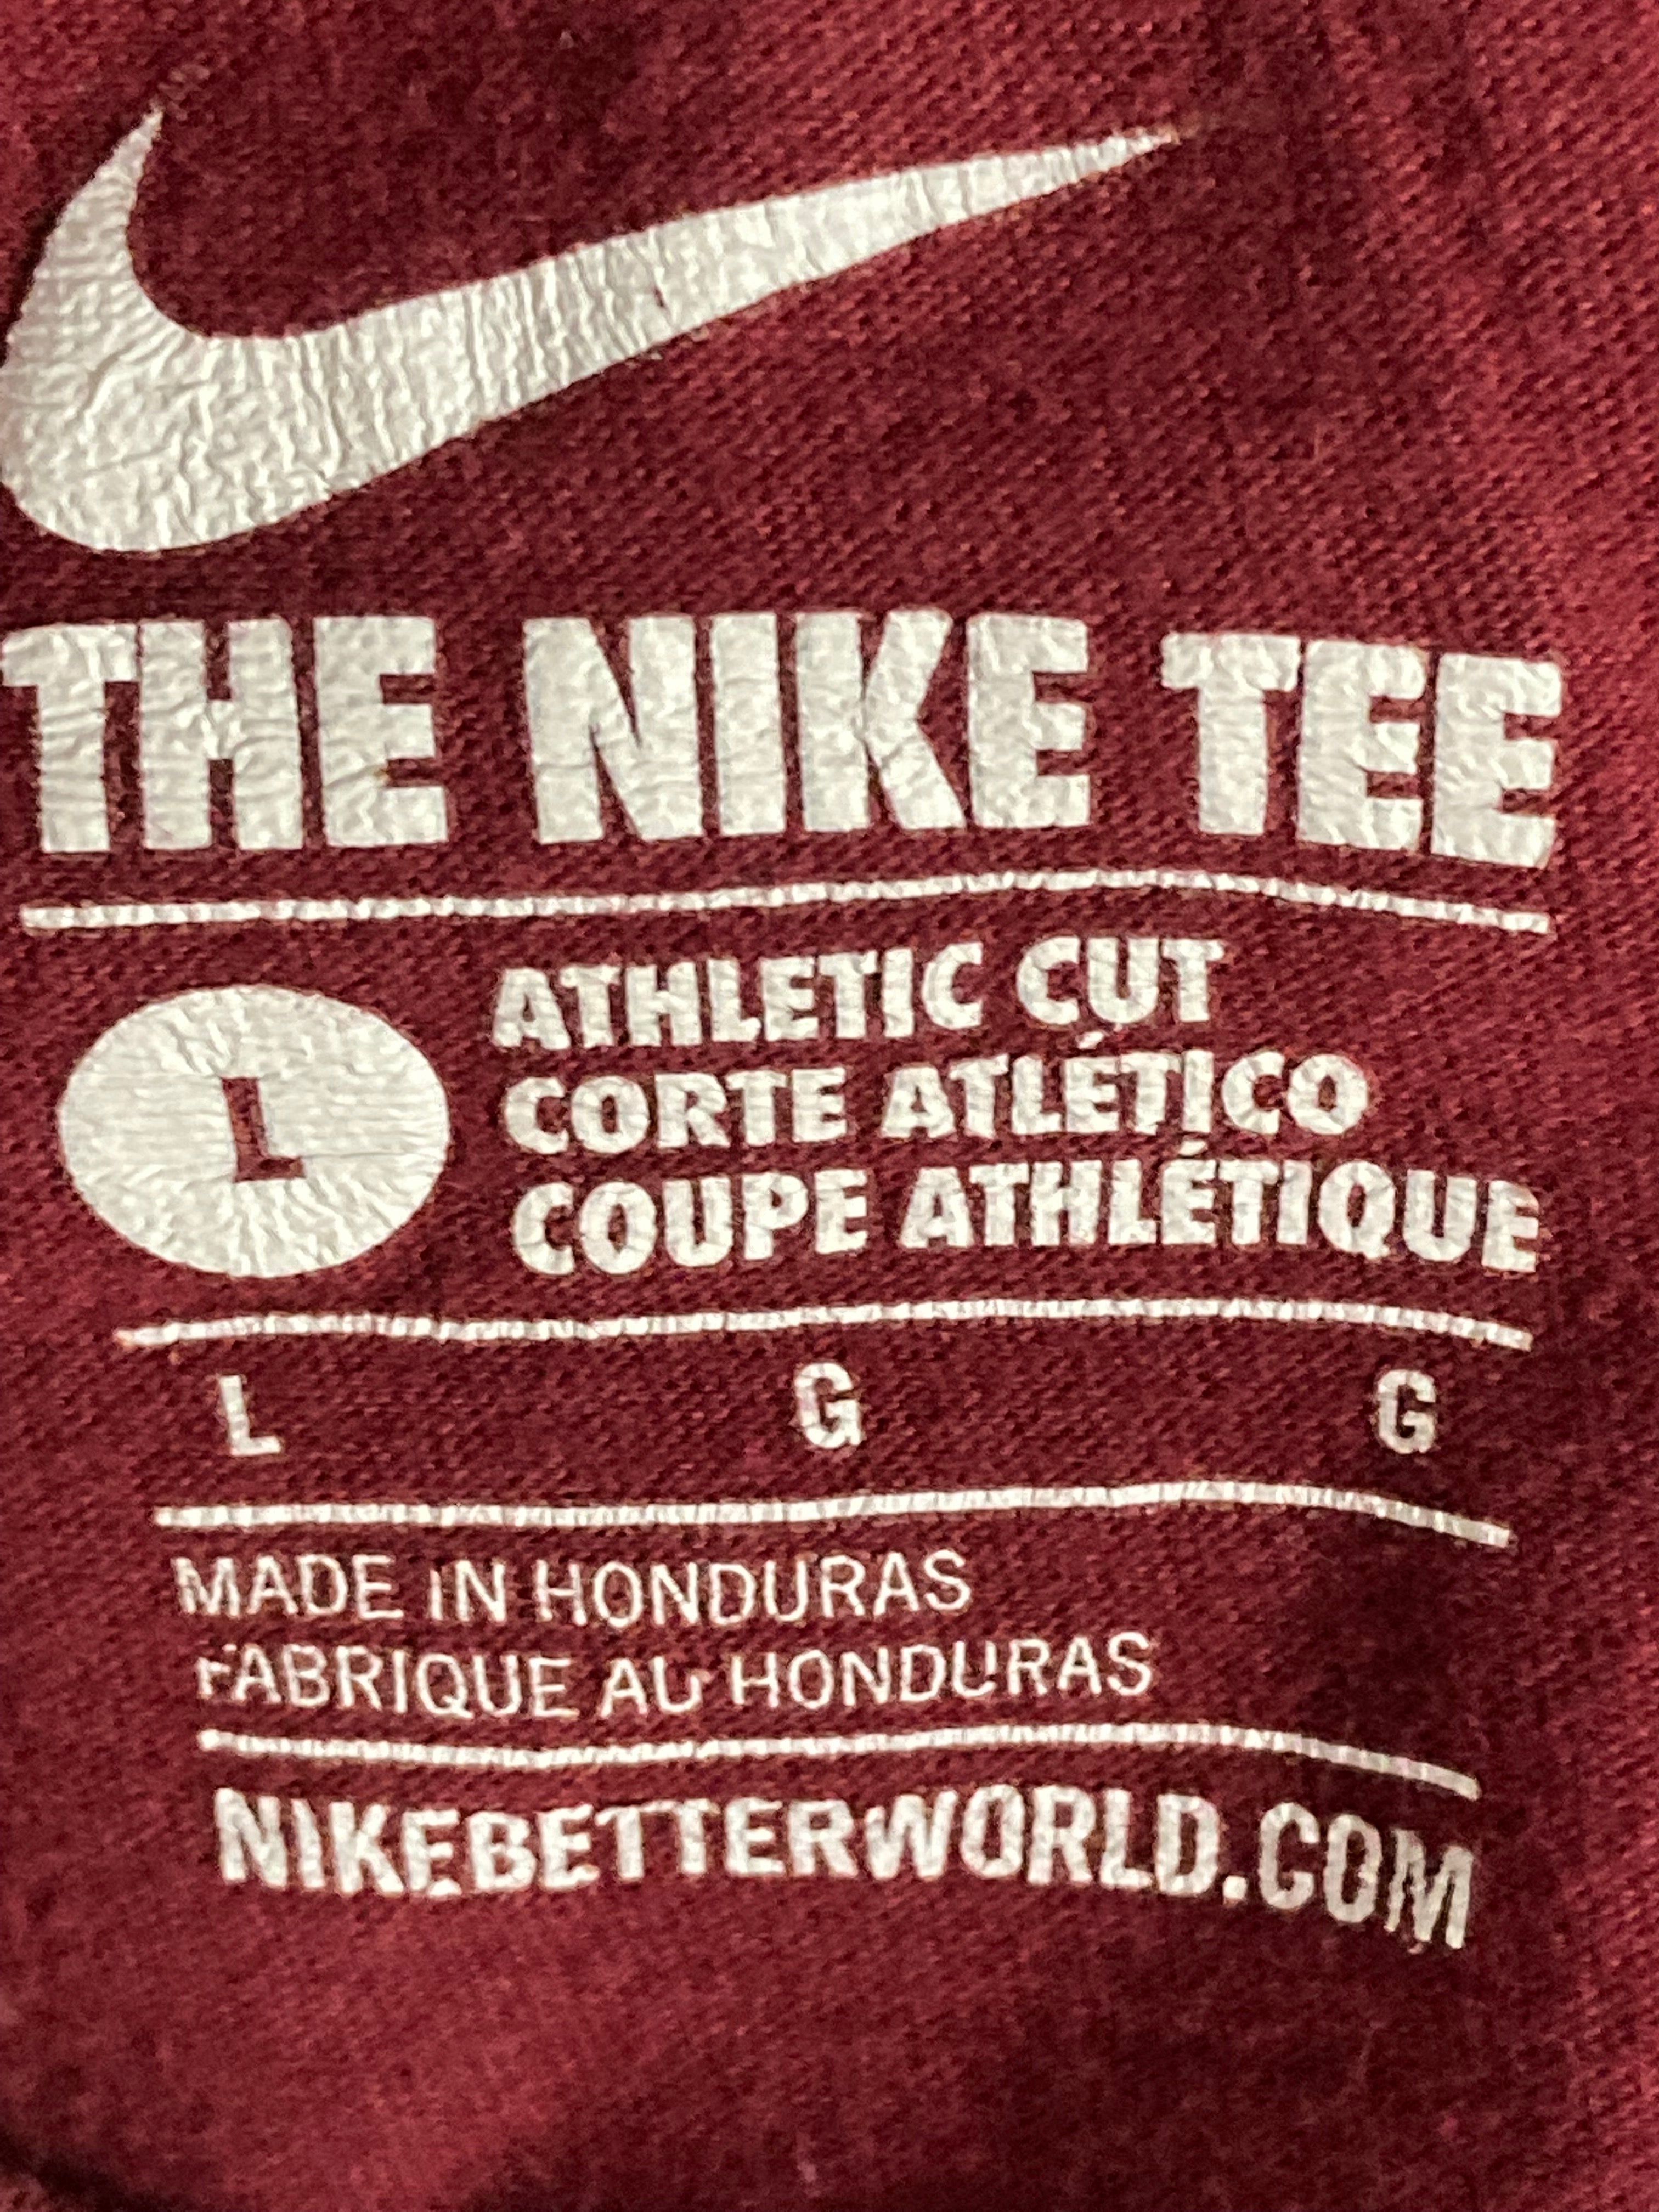 THE NIKE TEE
L
ATHLETIC CUT
CORTE ATLÉTICO
COUPE ATHLÉTIQUE
L G G
MADE IN HONDURAS
FABRIQUE AU HONDURAS
NIKEBETTERWORLD.COM